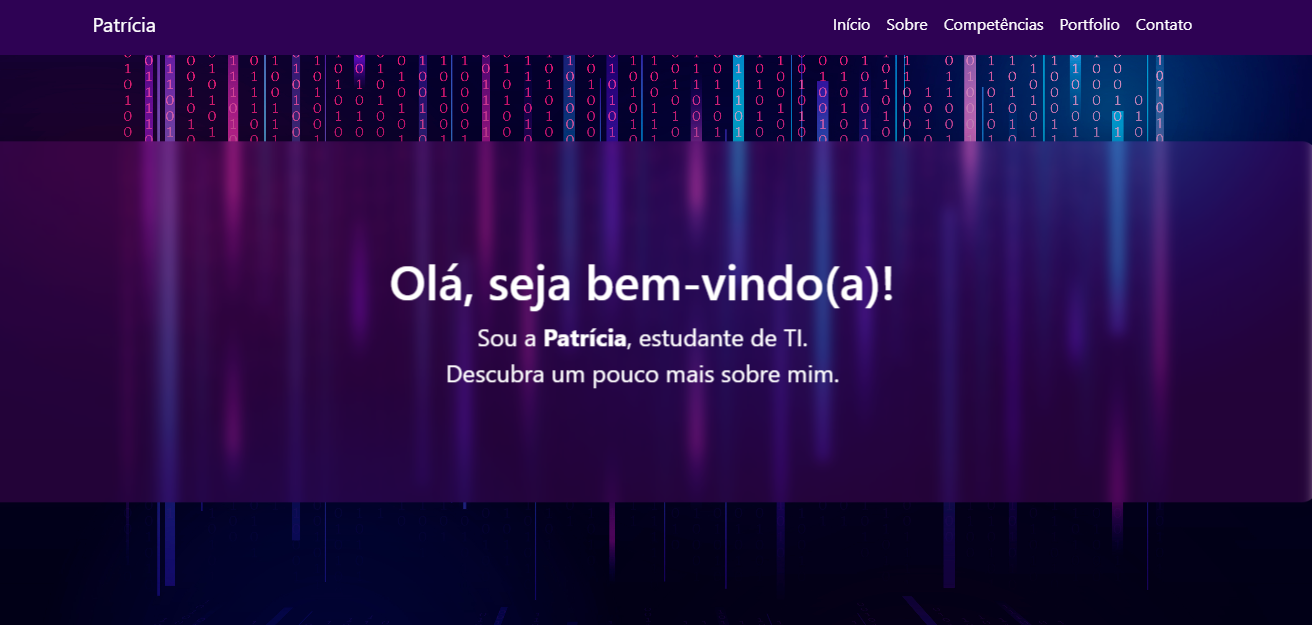 Patrícia
Início Sobre Competências Portfolio Contato
Olá, seja bem-vindo(a)!
Sou a Patrícia, estudante de TI.
Descubra um pouco mais sobre mim.